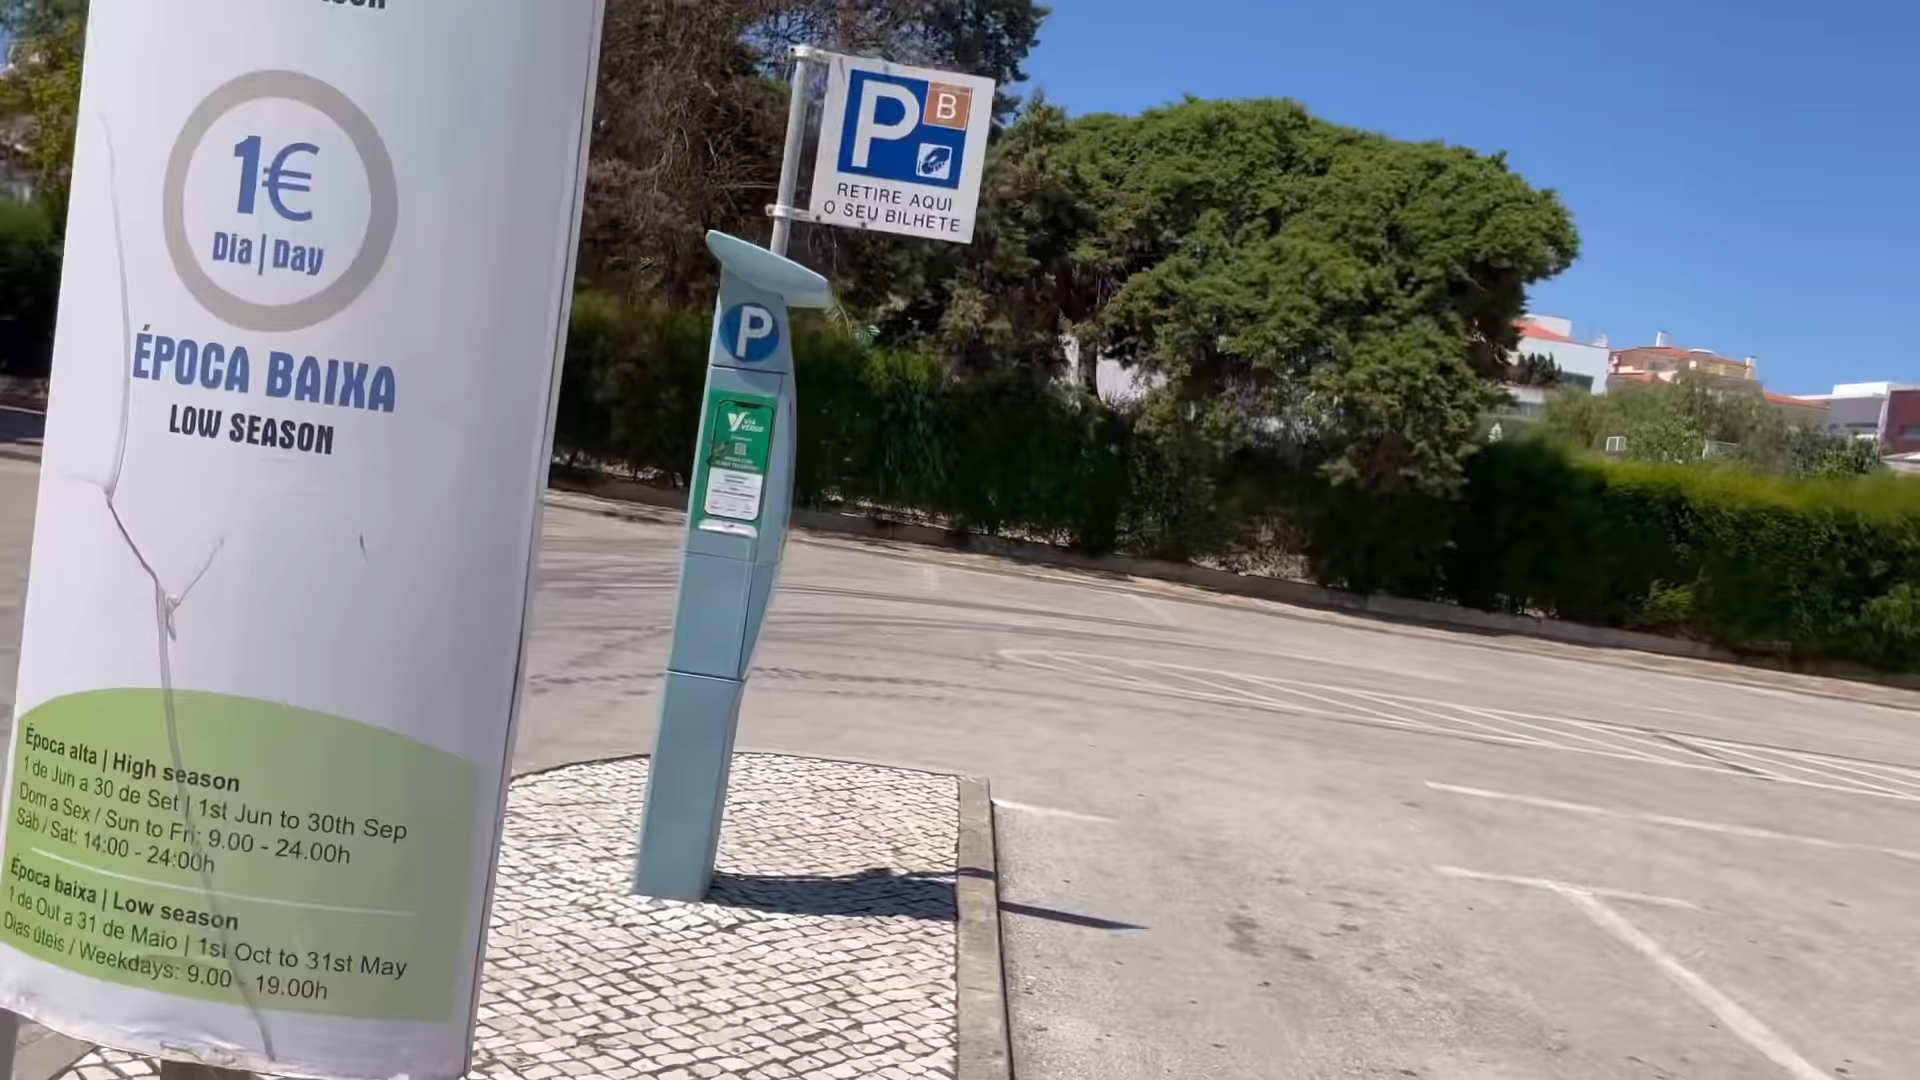 1€
Dia | Day
ÉPOCA BAIXA
LOW SEASON
Época alta | High season
1 de Jun a 30 de Set | 1st Jun to 30th Sep
Dom a Sex / Sun to Fri: 9.00 - 24.00h
Sáb / Sat: 14:00 - 24:00h
Época baixa | Low season
1 de Out a 31 de Maio | 1st Oct to 31st May
Dias úteis / Weekdays: 9.00 - 19.00h
P B
RETIRE AQUI
O SEU BILHETE
P
VIA
VERDE